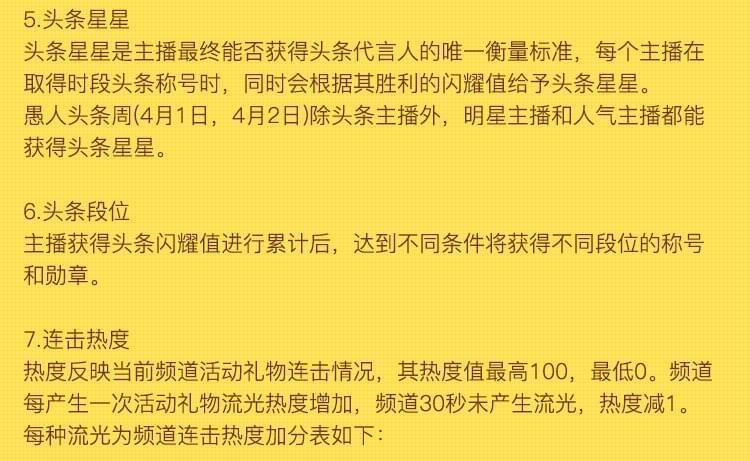 5.头条星星
头条星星是主播最终能否获得头条代言人的唯一衡量标准，每个主播在
取得时段头条称号时，同时会根据其胜利的闪耀值给予头条星星。
愚人头条周(4月1日，4月2日)除头条主播外，明星主播和人气主播都能
获得头条星星。
6.头条段位
主播获得头条闪耀值进行累计后，达到不同条件将获得不同段位的称号
和勋章。
7.连击热度
热度反映当前频道活动礼物连击情况，其热度值最高100，最低0。频道
每产生一次活动礼物流光热度增加，频道30秒未产生流光，热度减1。
每种流光为频道连击热度加分表如下：